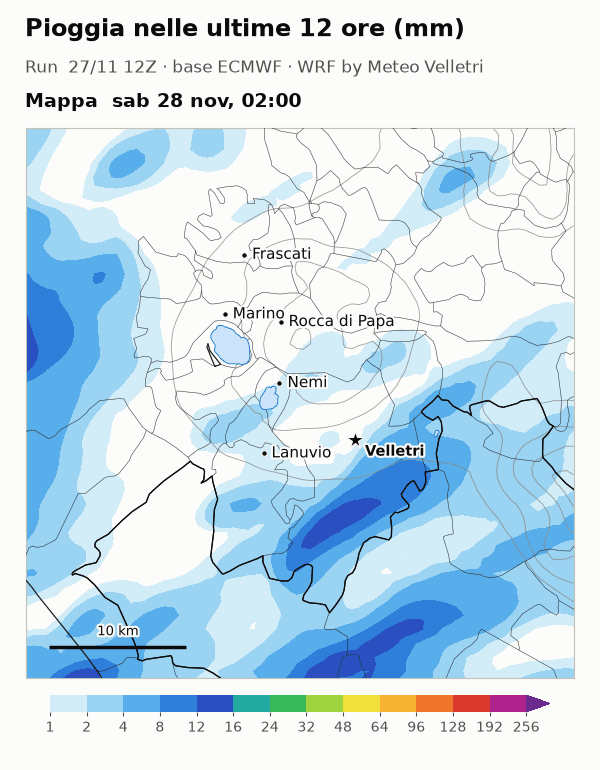 Pioggia nelle ultime 12 ore (mm)
Run  27/11 12Z · base ECMWF · WRF by Meteo Velletri
Mappa  sab 28 nov, 02:00
Frascati
Marino
Rocca di Papa
Nemi
Velletri
Lanuvio
10 km
1 2 4 8 12 16 24 32 48 64 96 128 192 256